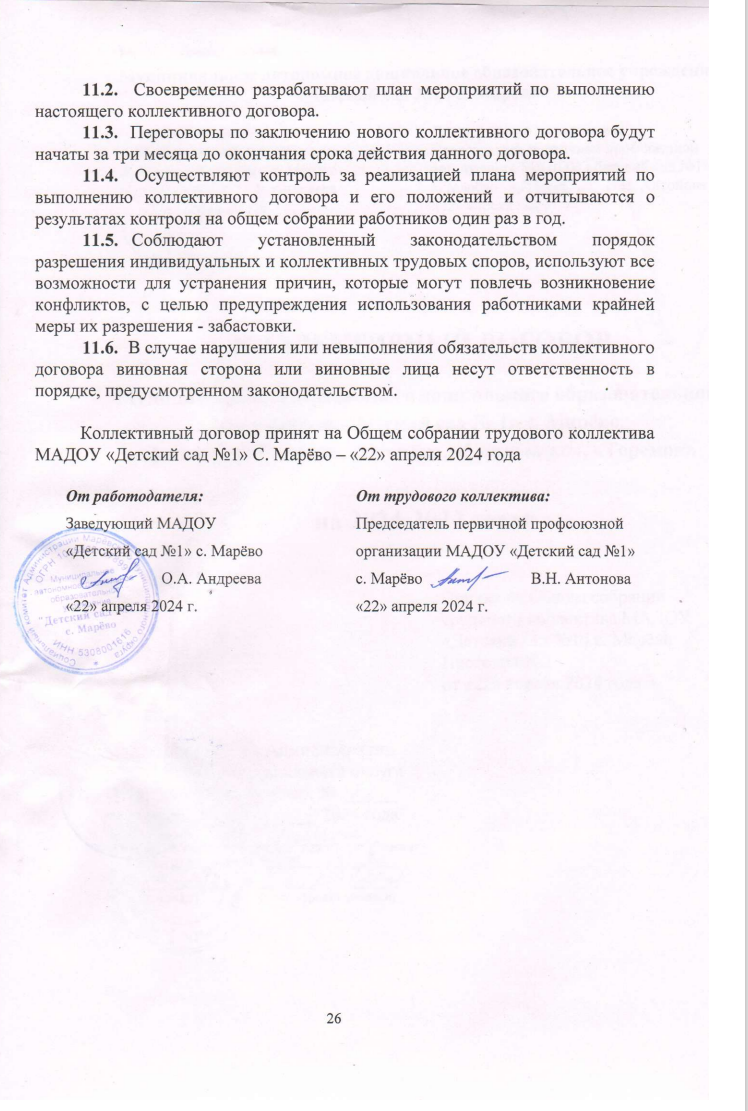 11.2. Своевременно разрабатывают план мероприятий по выполнению
настоящего коллективного договора.
11.3. Переговоры по заключению нового коллективного договора будут
начаты за три месяца до окончания срока действия данного договора.
11.4. Осуществляют контроль за реализацией плана мероприятий по
выполнению коллективного договора и его положений и отчитываются о
результатах контроля на общем собрании работников один раз в год.
11.5. Соблюдают установленный законодательством порядок
разрешения индивидуальных и коллективных трудовых споров, используют все
возможности для устранения причин, которые могут повлечь возникновение
конфликтов, с целью предупреждения использования работниками крайней
меры их разрешения - забастовки.
11.6. В случае нарушения или невыполнения обязательств коллективного
договора виновная сторона или виновные лица несут ответственность в
порядке, предусмотренном законодательством.
Коллективный договор принят на Общем собрании трудового коллектива
МАДОУ «Детский сад №1» С. Марёво – «22» апреля 2024 года
От работодателя:
Заведующий МАДОУ
«Детский сад №1» с. Марёво
О.А. Андреева
«22» апреля 2024 г.
От трудового коллектива:
Председатель первичной профсоюзной
организации МАДОУ «Детский сад №1»
с. Марёво В.Н. Антонова
«22» апреля 2024 г.
"Детский сад
с. Марёво
ИНН 5308001616
26